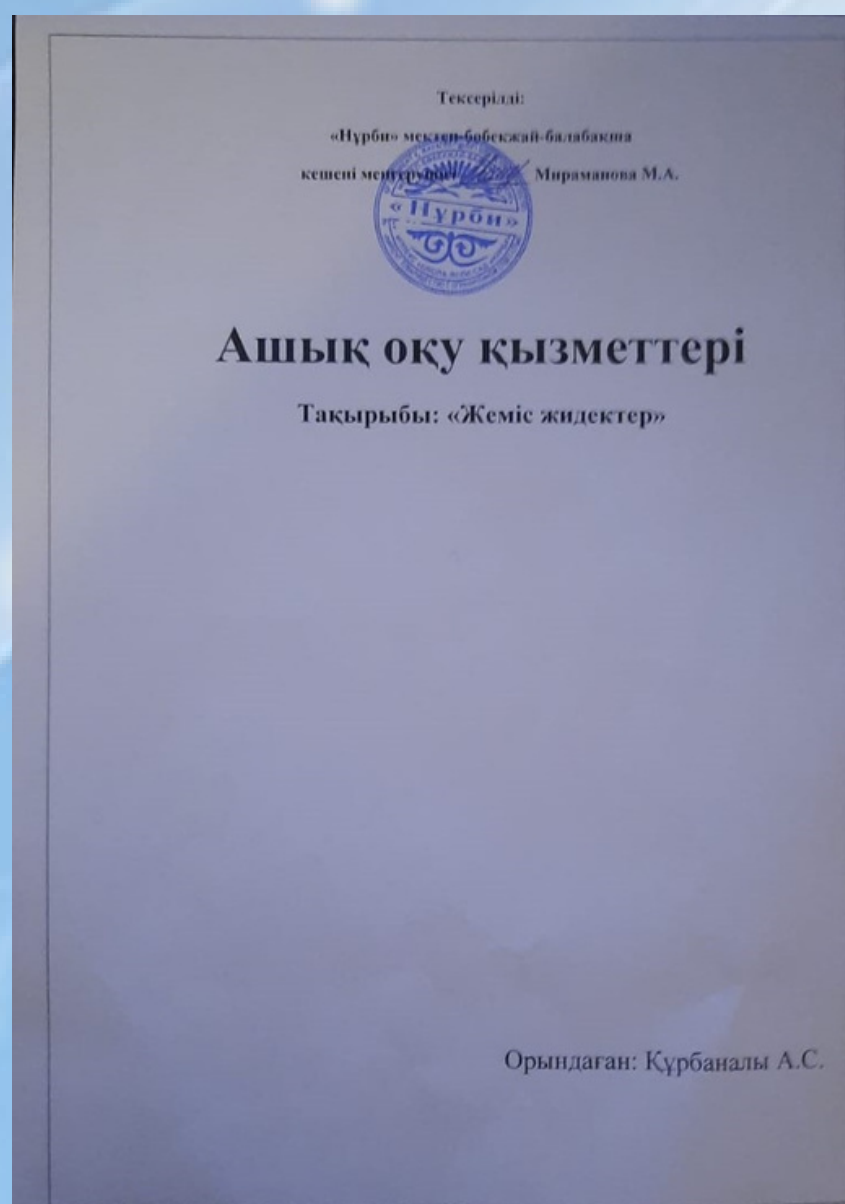 Тексерілді:
«Нұрби» мектеп-бөбекжай-балабақша
кешені меңгерушісі Мираманова М.А.
«Нұрби»
Ашық оқу қызметтері
Тақырыбы: «Жеміс жидектер»
Орындаған: Құрбаналы А.С.